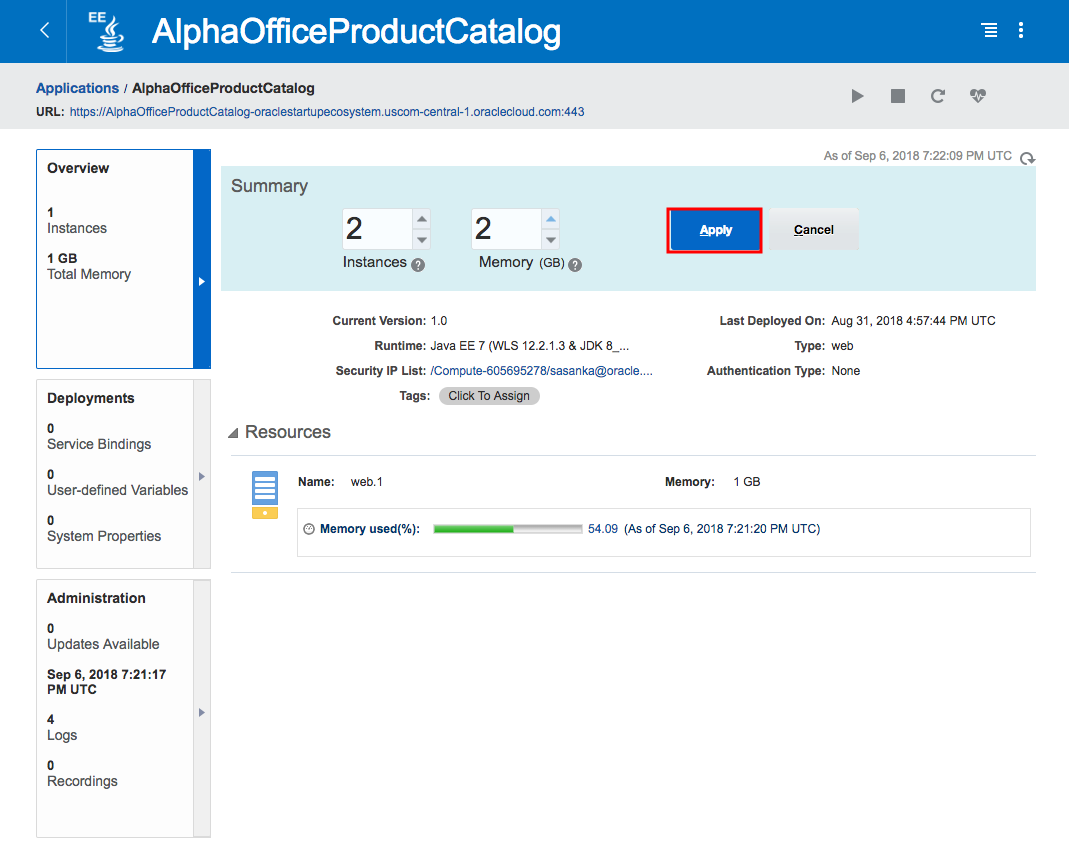 EE
AlphaOfficeProductCatalog
Applications / AlphaOfficeProductCatalog
URL: https://AlphaOfficeProductCatalog-oraclestartupecosystem.uscom-central-1.oraclecloud.com:443
As of Sep 6, 2018 7:22:09 PM UTC
Overview
1
Instances
1 GB
Total Memory
Summary
2 2 Apply Cancel
Instances ? Memory (GB) ?
Current Version: 1.0 Last Deployed On: Aug 31, 2018 4:57:44 PM UTC
Runtime: Java EE 7 (WLS 12.2.1.3 & JDK 8_... Type: web
Security IP List: /Compute-605695278/sasanka@oracle.... Authentication Type: None
Tags: Click To Assign
Deployments
0
Service Bindings
0
User-defined Variables
0
System Properties
Resources
Name: web.1 Memory: 1 GB
Memory used(%): 54.09 (As of Sep 6, 2018 7:21:20 PM UTC)
Administration
0
Updates Available
Sep 6, 2018 7:21:17
PM UTC
4
Logs
0
Recordings